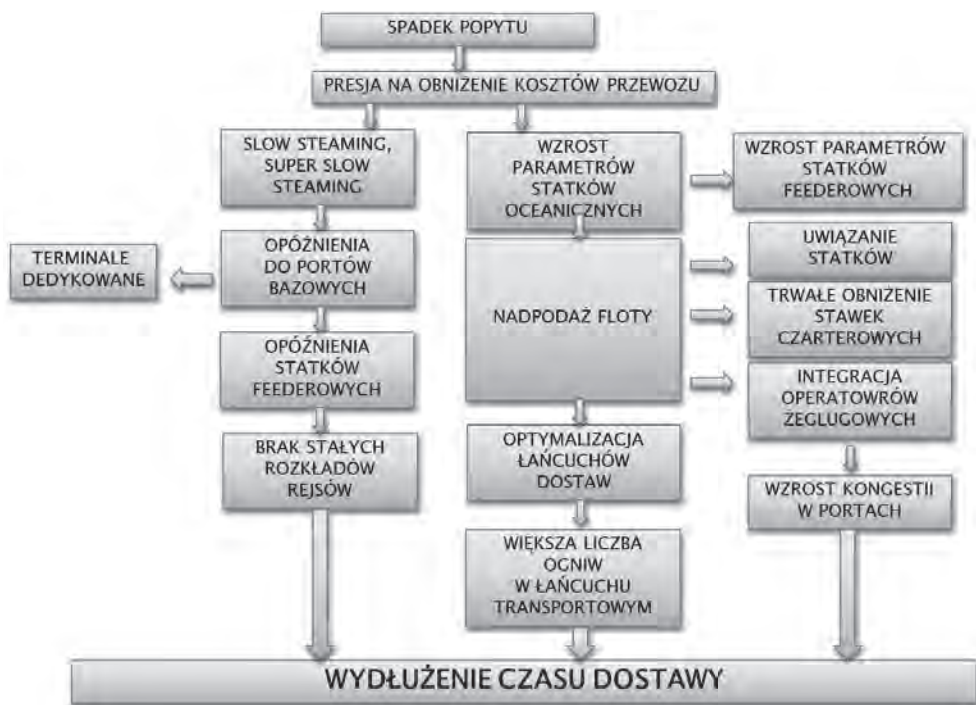 SPADEK POPYTU
PRESJA NA OBNIŻENIE KOSZTÓW PRZEWOZU
SLOW STEAMING,
SUPER SLOW
STEAMING
WZROST
PARAMETRÓW
STATKÓW
OCEANICZNYCH
WZROST PARAMETRÓW
STATKÓW
FEEDEROWYCH
TERMINALE
DEDYKOWANE
OPÓŹNIENIA
DO PORTÓW
BAZOWYCH
NADPODAŻ FLOTY
UWIĄZANIE
STATKÓW
TRWAŁE OBNIŻENIE
STAWEK
CZARTEROWYCH
OPÓŹNIENIA
STATKÓW
FEEDEROWYCH
INTEGRACJA
OPERATOWRÓW
ŻEGLUGOWYCH
BRAK STAŁYCH
ROZKŁADÓW
REJSÓW
OPTYMALIZACJA
ŁAŃCUCHÓW
DOSTAW
WZROST KONGESTII
W PORTACH
WIĘKSZA LICZBA
OGNIW
W ŁAŃCUCHU
TRANSPORTOWYM
WYDŁUŻENIE CZASU DOSTAWY